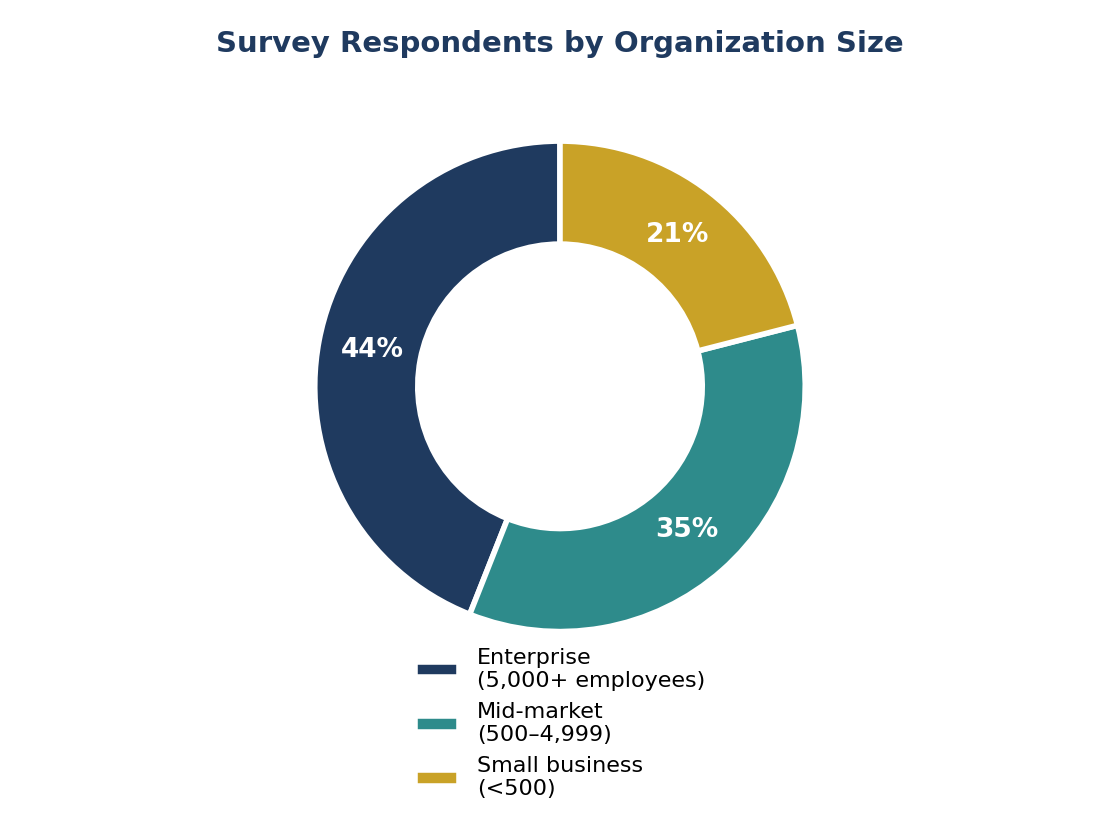 Survey Respondents by Organization Size
21%
44%
35%
Enterprise
(5,000+ employees)
Mid-market
(500–4,999)
Small business
(<500)